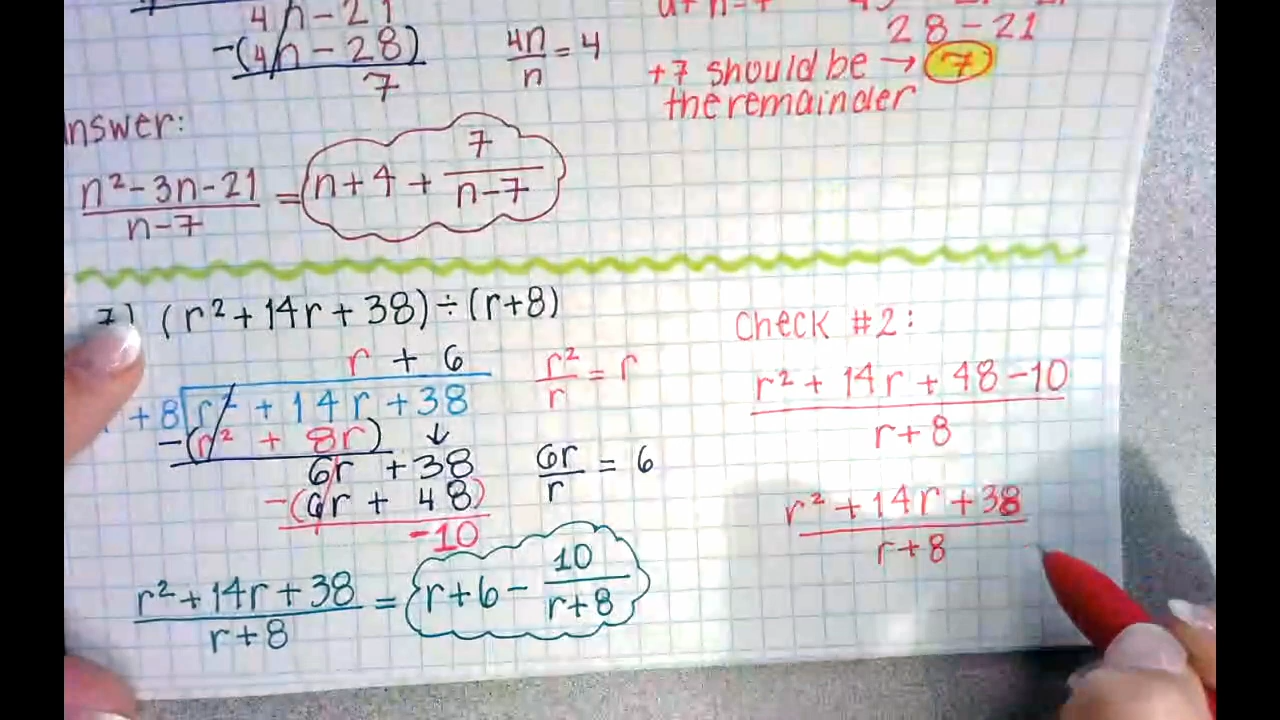 4n - 21
-(4n - 28)
7
4n/n = 4
28 - 21
+7 should be → 7
the remainder
nswer:
n² - 3n - 21 / n - 7 = n + 4 + 7 / n - 7
7) (r² + 14r + 38) ÷ (r + 8)
r + 6
r²/r = r
+ 8 r² + 14r + 38
-(r² + 8r) ↓
6r + 38
6r/r = 6
-(6r + 48)
-10
r² + 14r + 38 / r + 8 = r + 6 - 10 / r + 8
Check #2:
r² + 14r + 48 - 10 / r + 8
r² + 14r + 38 / r + 8